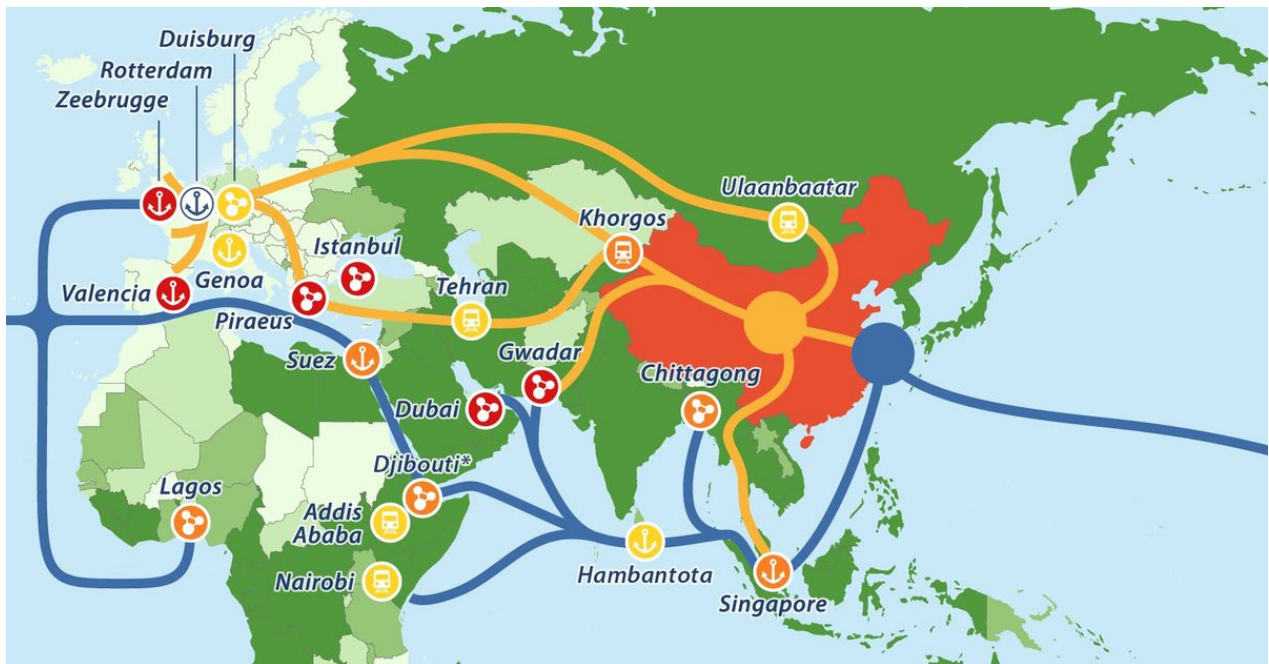 Duisburg
Rotterdam
Zeebrugge
Ulaanbaatar
Khorgos
Istanbul
Genoa
Tehran
Valencia
Piraeus
Suez
Gwadar
Chittagong
Dubai
Djibouti*
Lagos
Addis
Ababa
Nairobi
Hambantota
Singapore